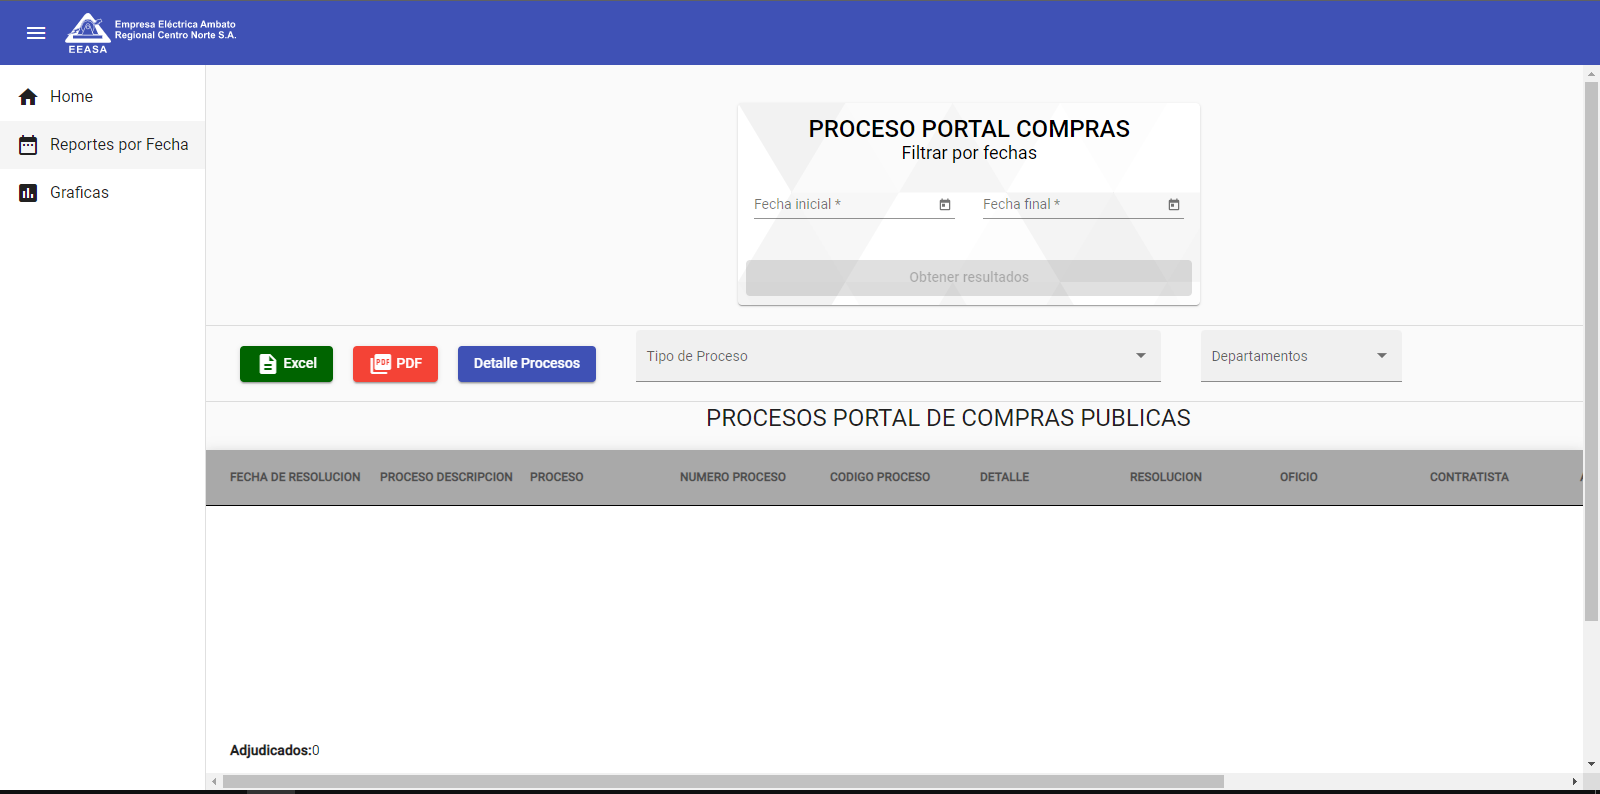 Empresa Eléctrica Ambato
Regional Centro Norte S.A.
EEASA
Home
Reportes por Fecha
Graficas
PROCESO PORTAL COMPRAS
Filtrar por fechas
Fecha inicial *
Fecha final *
Obtener resultados
Excel
PDF PDF
Detalle Procesos
Tipo de Proceso
Departamentos
PROCESOS PORTAL DE COMPRAS PUBLICAS
FECHA DE RESOLUCION PROCESO DESCRIPCION PROCESO NUMERO PROCESO CODIGO PROCESO DETALLE RESOLUCION OFICIO CONTRATISTA
Adjudicados:0